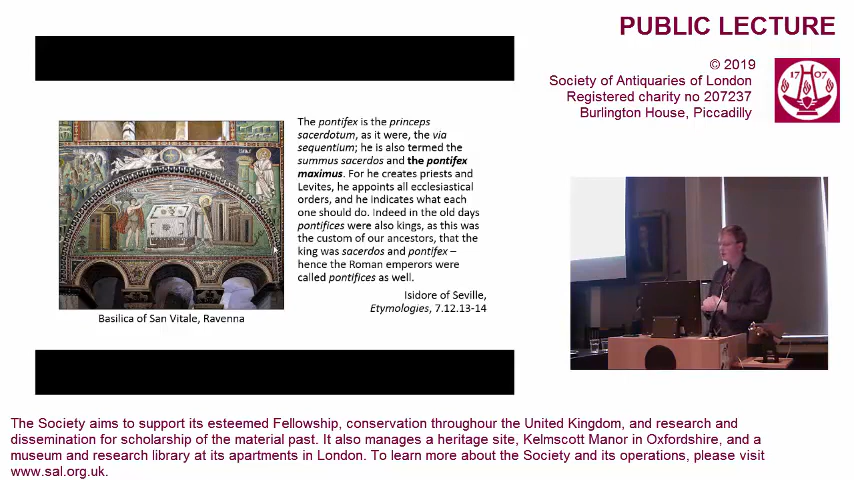 PUBLIC LECTURE
© 2019
Society of Antiquaries of London
Registered charity no 207237
Burlington House, Piccadilly
1707
The pontifex is the princeps
sacerdotum, as it were, the via
sequentium; he is also termed the
summus sacerdos and the pontifex
maximus. For he creates priests and
Levites, he appoints all ecclesiastical
orders, and he indicates what each
one should do. Indeed in the old days
pontifices were also kings, as this was
the custom of our ancestors, that the
king was sacerdos and pontifex –
hence the Roman emperors were
called pontifices as well.
Isidore of Seville,
Etymologies, 7.12.13-14
Basilica of San Vitale, Ravenna
The Society aims to support its esteemed Fellowship, conservation throughour the United Kingdom, and research and
dissemination for scholarship of the material past. It also manages a heritage site, Kelmscott Manor in Oxfordshire, and a
museum and research library at its apartments in London. To learn more about the Society and its operations, please visit
www.sal.org.uk.